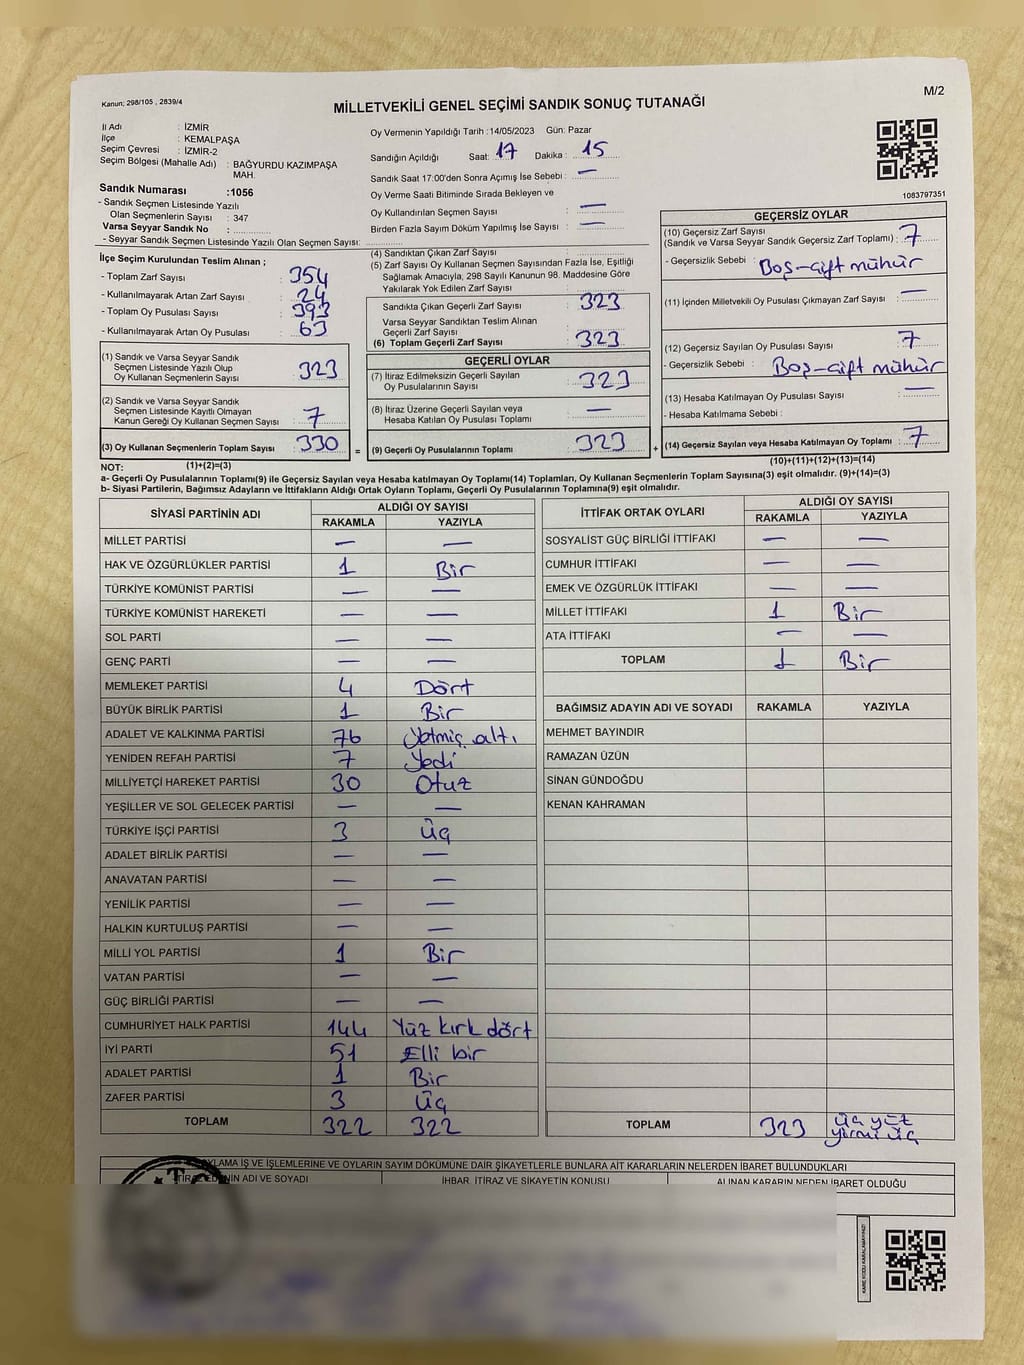 Kanun; 298/105 , 2839/4
MİLLETVEKİLİ GENEL SEÇİMİ SANDIK SONUÇ TUTANAĞI
M/2
İl Adı : İZMİR
İlçe : KEMALPAŞA
Seçim Çevresi : İZMİR-2
Seçim Bölgesi (Mahalle Adı) : BAĞYURDU KAZIMPAŞA MAH.
Sandık Numarası :1056
- Sandık Seçmen Listesinde Yazılı
Olan Seçmenlerin Sayısı : 347
Varsa Seyyar Sandık No :
- Seyyar Sandık Seçmen Listesinde Yazılı Olan Seçmen Sayısı:
Oy Vermenin Yapıldığı Tarih :14/05/2023 Gün: Pazar
Sandığın Açıldığı Saat: 17 Dakika : 15
Sandık Saat 17:00'den Sonra Açımış İse Sebebi : —
Oy Verme Saati Bitiminde Sırada Bekleyen ve
Oy Kullandırılan Seçmen Sayısı : —
Birden Fazla Sayım Döküm Yapılmış İse Sayısı : —
1083797351
İlçe Seçim Kurulundan Teslim Alınan ;
- Toplam Zarf Sayısı : 354
- Kullanılmayarak Artan Zarf Sayısı : 24
- Toplam Oy Pusulası : 393
- Kullanılmayarak Artan Oy Pusulası : 63
(1) Sandık ve Varsa Seyyar Sandık
Seçmen Listesinde Yazılı Olup
Oy Kullanan Seçmenlerin Sayısı : 323
(2) Sandık ve Varsa Seyyar Sandık
Seçmen Listesinde Kayıtlı Olmayan
Kanun Gereği Oy Kullanan Seçmen Sayısı : 7
(3) Oy Kullanan Seçmenlerin Toplam Sayısı : 330
(4) Sandıktan Çıkan Zarf Sayısı :
(5) Zarf Sayısı Oy Kullanan Seçmen Sayısından Fazla İse, Eşitliği
Sağlamak Amacıyla, 298 Sayılı Kanunun 98. Maddesine Göre
Yakılarak Yok Edilen Zarf Sayısı :
Sandıkta Çıkan Geçerli Zarf Sayısı : 323
Varsa Seyyar Sandıktan Teslim Alınan
Geçerli Zarf Sayısı :
(6) Toplam Geçerli Zarf Sayısı : 323
GEÇERLİ OYLAR
(7) İtiraz Edilmeksizin Geçerli Sayılan
Oy Pusulalarının Sayısı : 323
(8) İtiraz Üzerine Geçerli Sayılan veya
Hesaba Katılan Oy Pusulası Toplamı : —
= (9) Geçerli Oy Pusulalarının Toplamı : 323
GEÇERSİZ OYLAR
(10) Geçersiz Zarf Sayısı
(Sandık ve Varsa Seyyar Sandık Geçersiz Zarf Toplamı) : 7
- Geçersizlik Sebebi : Boş-çift mühür
(11) İçinden Milletvekili Oy Pusulası Çıkmayan Zarf Sayısı : —
(12) Geçersiz Sayılan Oy Pusulası Sayısı : 7
- Geçersizlik Sebebi : Boş-çift mühür
(13) Hesaba Katılmayan Oy Pusulası Sayısı : —
- Hesaba Katılmama Sebebi :
+ (14) Geçersiz Sayılan veya Hesaba Katılmayan Oy Toplamı : 7
NOT: (1)+(2)=(3)
(10)+(11)+(12)+(13)=(14)
a- Geçerli Oy Pusulalarının Toplamı(9) ile Geçersiz Sayılan veya Hesaba katılmayan Oy Toplamı(14) Toplamları, Oy Kullanan Seçmenlerin Toplam Sayısına(3) eşit olmalıdır. (9)+(14)=(3)
b- Siyasi Partilerin, Bağımsız Adayların ve İttifakların Aldığı Ortak Oyların Toplamı, Geçerli Oy Pusulalarının Toplamına(9) eşit olmalıdır.
SİYASİ PARTİNİN ADI ALDIĞI OY SAYISI
RAKAMLA YAZIYLA
MİLLET PARTİSİ — —
HAK VE ÖZGÜRLÜKLER PARTİSİ 1 Bir
TÜRKİYE KOMÜNİST PARTİSİ — —
TÜRKİYE KOMÜNİST HAREKETİ — —
SOL PARTİ — —
GENÇ PARTİ — —
MEMLEKET PARTİSİ 4 Dört
BÜYÜK BİRLİK PARTİSİ 1 Bir
ADALET VE KALKINMA PARTİSİ 76 Yetmiş altı
YENİDEN REFAH PARTİSİ 7 Yedi
MİLLİYETÇİ HAREKET PARTİSİ 30 Otuz
YEŞİLLER VE SOL GELECEK PARTİSİ — —
TÜRKİYE İŞÇİ PARTİSİ 3 Üç
ADALET BİRLİK PARTİSİ — —
ANAVATAN PARTİSİ — —
YENİLİK PARTİSİ — —
HALKIN KURTULUŞ PARTİSİ — —
MİLLİ YOL PARTİSİ 1 Bir
VATAN PARTİSİ — —
GÜÇ BİRLİĞİ PARTİSİ — —
CUMHURİYET HALK PARTİSİ 144 Yüz kırk dört
İYİ PARTİ 51 Elli bir
ADALET PARTİSİ 1 Bir
ZAFER PARTİSİ 3 Üç
TOPLAM 322 322
İTTİFAK ORTAK OYLARI ALDIĞI OY SAYISI
RAKAMLA YAZIYLA
SOSYALİST GÜÇ BİRLİĞİ İTTİFAKI — —
CUMHUR İTTİFAKI — —
EMEK VE ÖZGÜRLÜK İTTİFAKI — —
MİLLET İTTİFAKI 1 Bir
ATA İTTİFAKI — —
TOPLAM 1 Bir
BAĞIMSIZ ADAYIN ADI VE SOYADI RAKAMLA YAZIYLA
MEHMET BAYINDIR
RAMAZAN ÜZÜN
SİNAN GÜNDOĞDU
KENAN KAHRAMAN
TOPLAM 323 üç yüz
yirmi üç
İŞ VE İŞLEMLERİNE VE OYLARIN SAYIM DÖKÜMÜNE DAİR ŞİKAYETLERLE BUNLARA AİT KARARLARIN NELERDEN İBARET BULUNDUKLARI
ADI VE SOYADI İHBAR, İTİRAZ VE ŞİKAYETİN KONUSU ALINAN KARARIN NEDEN İBARET OLDUĞU
T.C.
KARE KODU KARALAMAYINIZ!